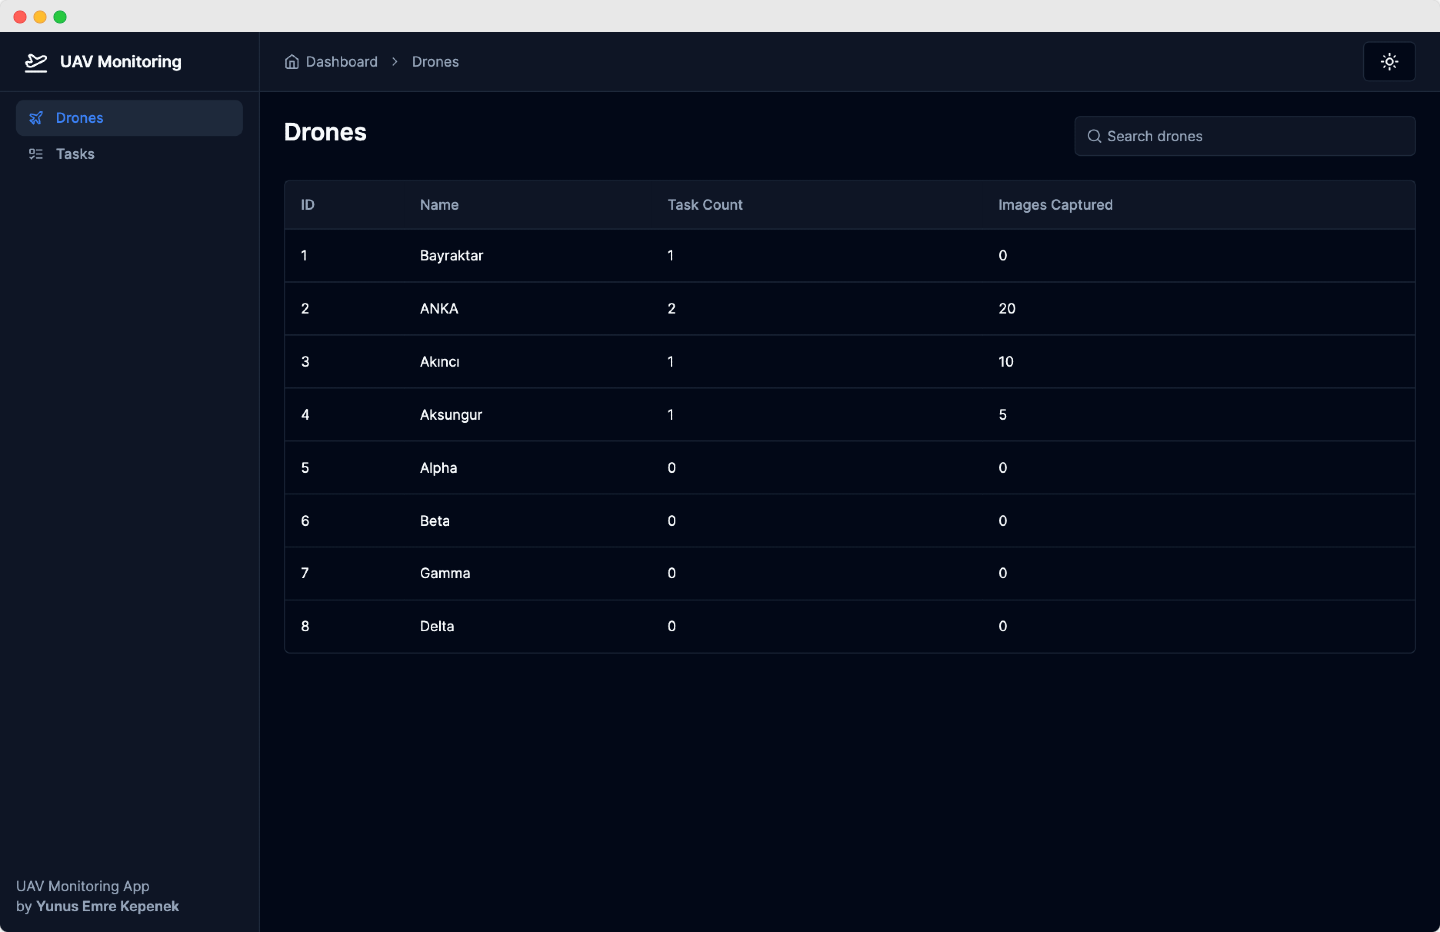 UAV Monitoring
Dashboard > Drones
Drones
Tasks
Drones
Search drones
ID Name Task Count Images Captured
1 Bayraktar 1 0
2 ANKA 2 20
3 Akıncı 1 10
4 Aksungur 1 5
5 Alpha 0 0
6 Beta 0 0
7 Gamma 0 0
8 Delta 0 0
UAV Monitoring App
by Yunus Emre Kepenek